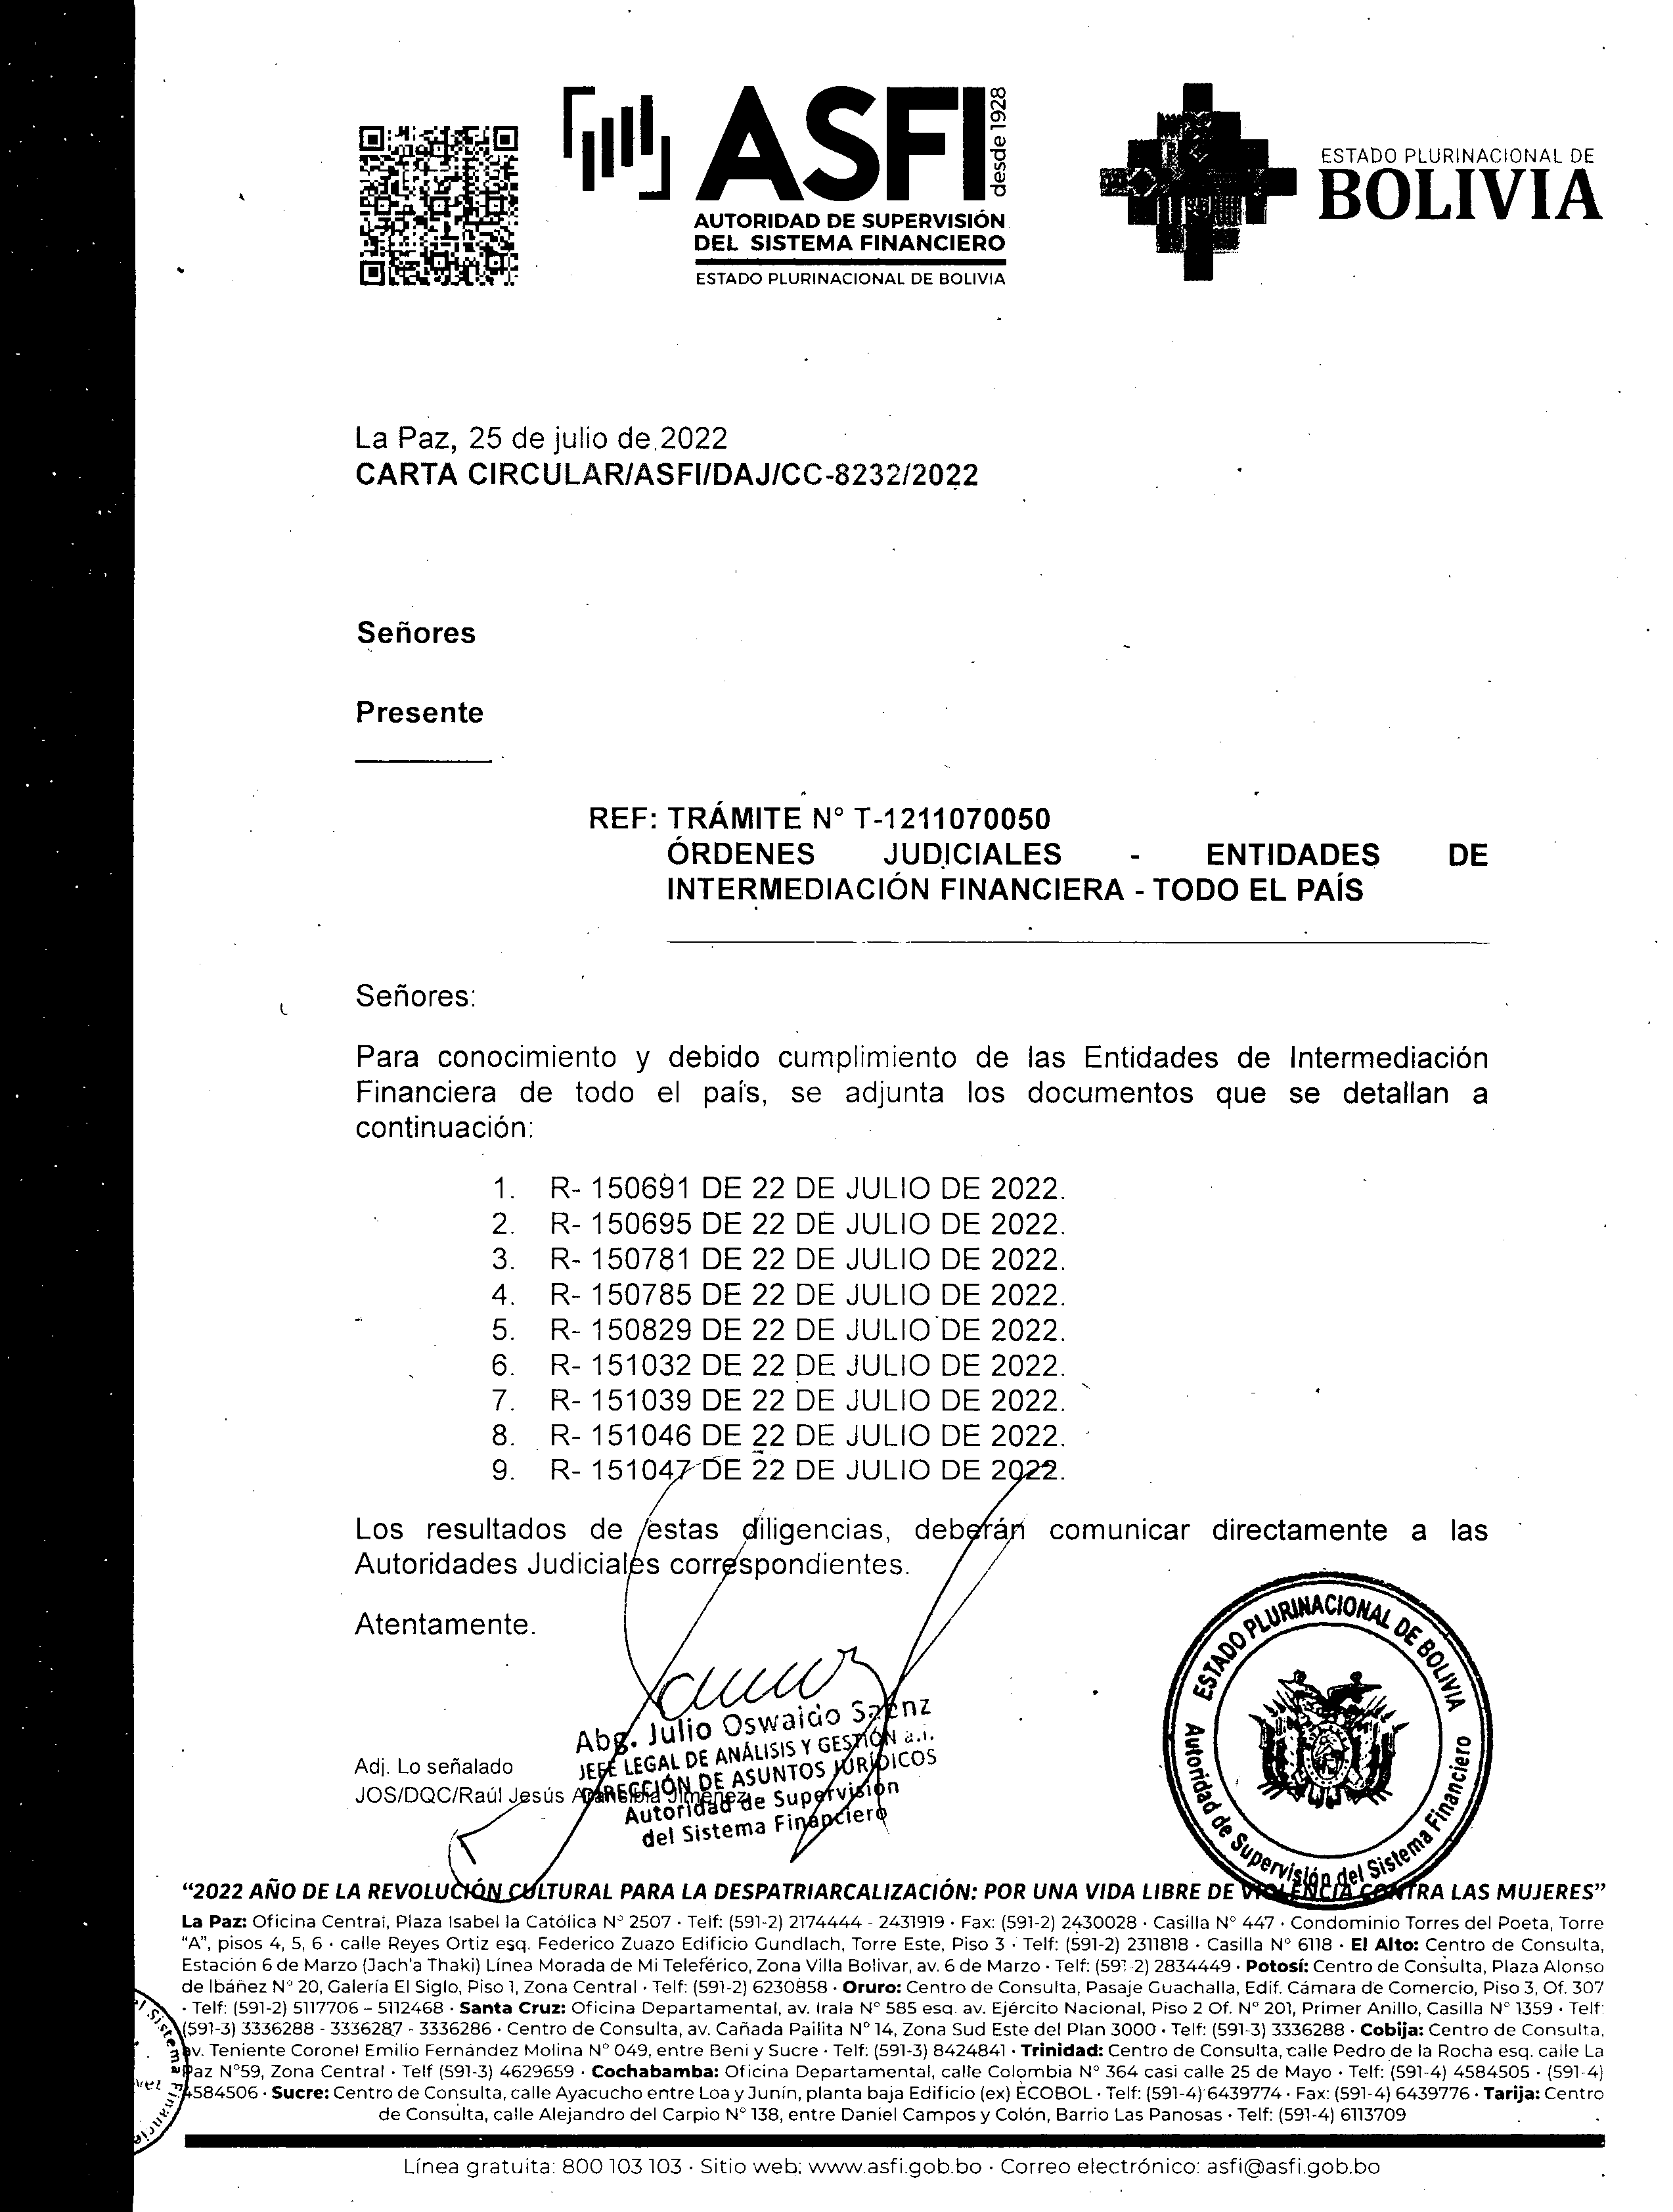 ASFI
desde 1928
AUTORIDAD DE SUPERVISIÓN
DEL SISTEMA FINANCIERO
ESTADO PLURINACIONAL DE BOLIVIA
ESTADO PLURINACIONAL DE
BOLIVIA
La Paz, 25 de julio de 2022
CARTA CIRCULAR/ASFI/DAJ/CC-8232/2022
Señores
Presente
REF: TRÁMITE N° T-1211070050
ÓRDENES JUDICIALES - ENTIDADES DE
INTERMEDIACIÓN FINANCIERA - TODO EL PAÍS
Señores:
Para conocimiento y debido cumplimiento de las Entidades de Intermediación
Financiera de todo el país, se adjunta los documentos que se detallan a
continuación:
1. R- 150691 DE 22 DE JULIO DE 2022.
2. R- 150695 DE 22 DE JULIO DE 2022.
3. R- 150781 DE 22 DE JULIO DE 2022.
4. R- 150785 DE 22 DE JULIO DE 2022.
5. R- 150829 DE 22 DE JULIO DE 2022.
6. R- 151032 DE 22 DE JULIO DE 2022.
7. R- 151039 DE 22 DE JULIO DE 2022.
8. R- 151046 DE 22 DE JULIO DE 2022.
9. R- 151047 DE 22 DE JULIO DE 2022.
Los resultados de estas diligencias, deberán comunicar directamente a las
Autoridades Judiciales correspondientes.
Atentamente.
Abg. Julio Oswaldo Saenz
JEFE LEGAL DE ANÁLISIS Y GESTIÓN a.i.
DIRECCIÓN DE ASUNTOS JURÍDICOS
Autoridad de Supervisión
del Sistema Financiero
Adj. Lo señalado
JOS/DQC/Raúl Jesús Arancibia Jimenez
ESTADO PLURINACIONAL DE BOLIVIA
Autoridad de Supervisión del Sistema Financiero
“2022 AÑO DE LA REVOLUCIÓN CULTURAL PARA LA DESPATRIARCALIZACIÓN: POR UNA VIDA LIBRE DE VIOLENCIA CONTRA LAS MUJERES”
La Paz: Oficina Central, Plaza Isabel la Católica N° 2507 · Telf: (591-2) 2174444 - 2431919 · Fax: (591-2) 2430028 · Casilla N° 447 · Condominio Torres del Poeta, Torre
“A”, pisos 4, 5, 6 · calle Reyes Ortiz esq. Federico Zuazo Edificio Gundlach, Torre Este, Piso 3 · Telf: (591-2) 2311818 · Casilla N° 6118 · El Alto: Centro de Consulta,
Estación 6 de Marzo (Jach'a Thaki) Línea Morada de Mi Teleférico, Zona Villa Bolivar, av. 6 de Marzo · Telf: (591-2) 2834449 · Potosí: Centro de Consulta, Plaza Alonso
de Ibáñez N° 20, Galería El Siglo, Piso 1, Zona Central · Telf: (591-2) 6230858 · Oruro: Centro de Consulta, Pasaje Guachalla, Edif. Cámara de Comercio, Piso 3, Of. 307
· Telf: (591-2) 5117706 – 5112468 · Santa Cruz: Oficina Departamental, av. Irala N° 585 esq. av. Ejército Nacional, Piso 2 Of. N° 201, Primer Anillo, Casilla N° 1359 · Telf:
(591-3) 3336288 - 3336287 - 3336286 · Centro de Consulta, av. Cañada Pailita N° 14, Zona Sud Este del Plan 3000 · Telf: (591-3) 3336288 · Cobija: Centro de Consulta,
av. Teniente Coronel Emilio Fernández Molina N° 049, entre Beni y Sucre · Telf: (591-3) 8424841 · Trinidad: Centro de Consulta, calle Pedro de la Rocha esq. calle La
Paz N°59, Zona Central · Telf (591-3) 4629659 · Cochabamba: Oficina Departamental, calle Colombia N° 364 casi calle 25 de Mayo · Telf: (591-4) 4584505 · (591-4)
4584506 · Sucre: Centro de Consulta, calle Ayacucho entre Loa y Junín, planta baja Edificio (ex) ECOBOL · Telf: (591-4) 6439774 · Fax: (591-4) 6439776 · Tarija: Centro
de Consulta, calle Alejandro del Carpio N° 138, entre Daniel Campos y Colón, Barrio Las Panosas · Telf: (591-4) 6113709
Línea gratuita: 800 103 103 · Sitio web: www.asfi.gob.bo · Correo electrónico: asfi@asfi.gob.bo